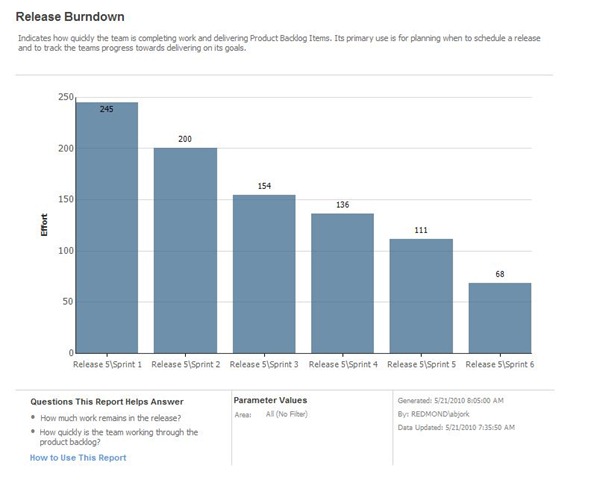 Release Burndown
Indicates how quickly the team is completing work and delivering Product Backlog Items. Its primary use is for planning when to schedule a release
and to track the teams progress towards delivering on its goals.
250
245
200
200
154
150
136
111
100
68
50
0
Effort
Release 5\Sprint 1 Release 5\Sprint 2 Release 5\Sprint 3 Release 5\Sprint 4 Release 5\Sprint 5 Release 5\Sprint 6
Questions This Report Helps Answer
• How much work remains in the release?
• How quickly is the team working through the
product backlog?
How to Use This Report
Parameter Values
Area: All (No Filter)
Generated: 5/21/2010 8:05:00 AM
By: REDMOND\abjork
Data Updated: 5/21/2010 7:35:50 AM